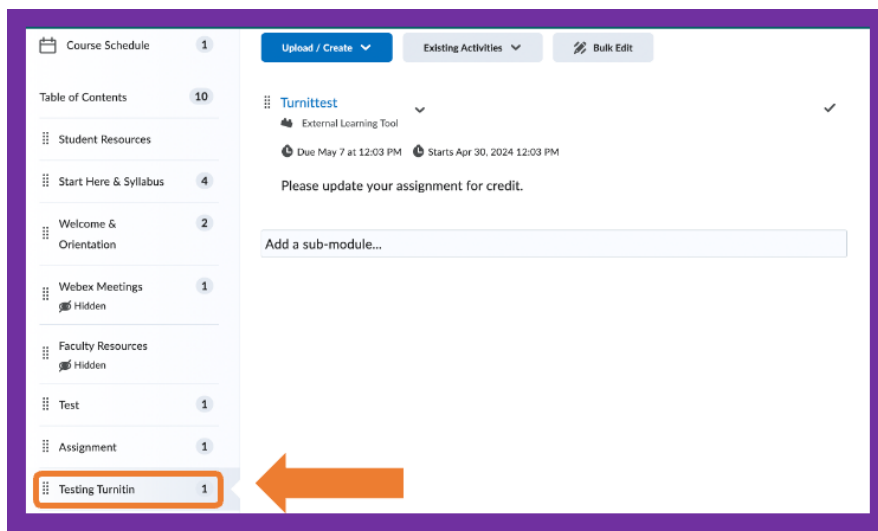 Course Schedule 1
Table of Contents 10
Student Resources
Start Here & Syllabus 4
Welcome & 2
Orientation
Webex Meetings 1
Hidden
Faculty Resources
Hidden
Test 1
Assignment 1
Testing Turnitin 1
Upload / Create Existing Activities Bulk Edit
Turnittest
External Learning Tool
Due May 7 at 12:03 PM Starts Apr 30, 2024 12:03 PM
Please update your assignment for credit.
Add a sub-module...